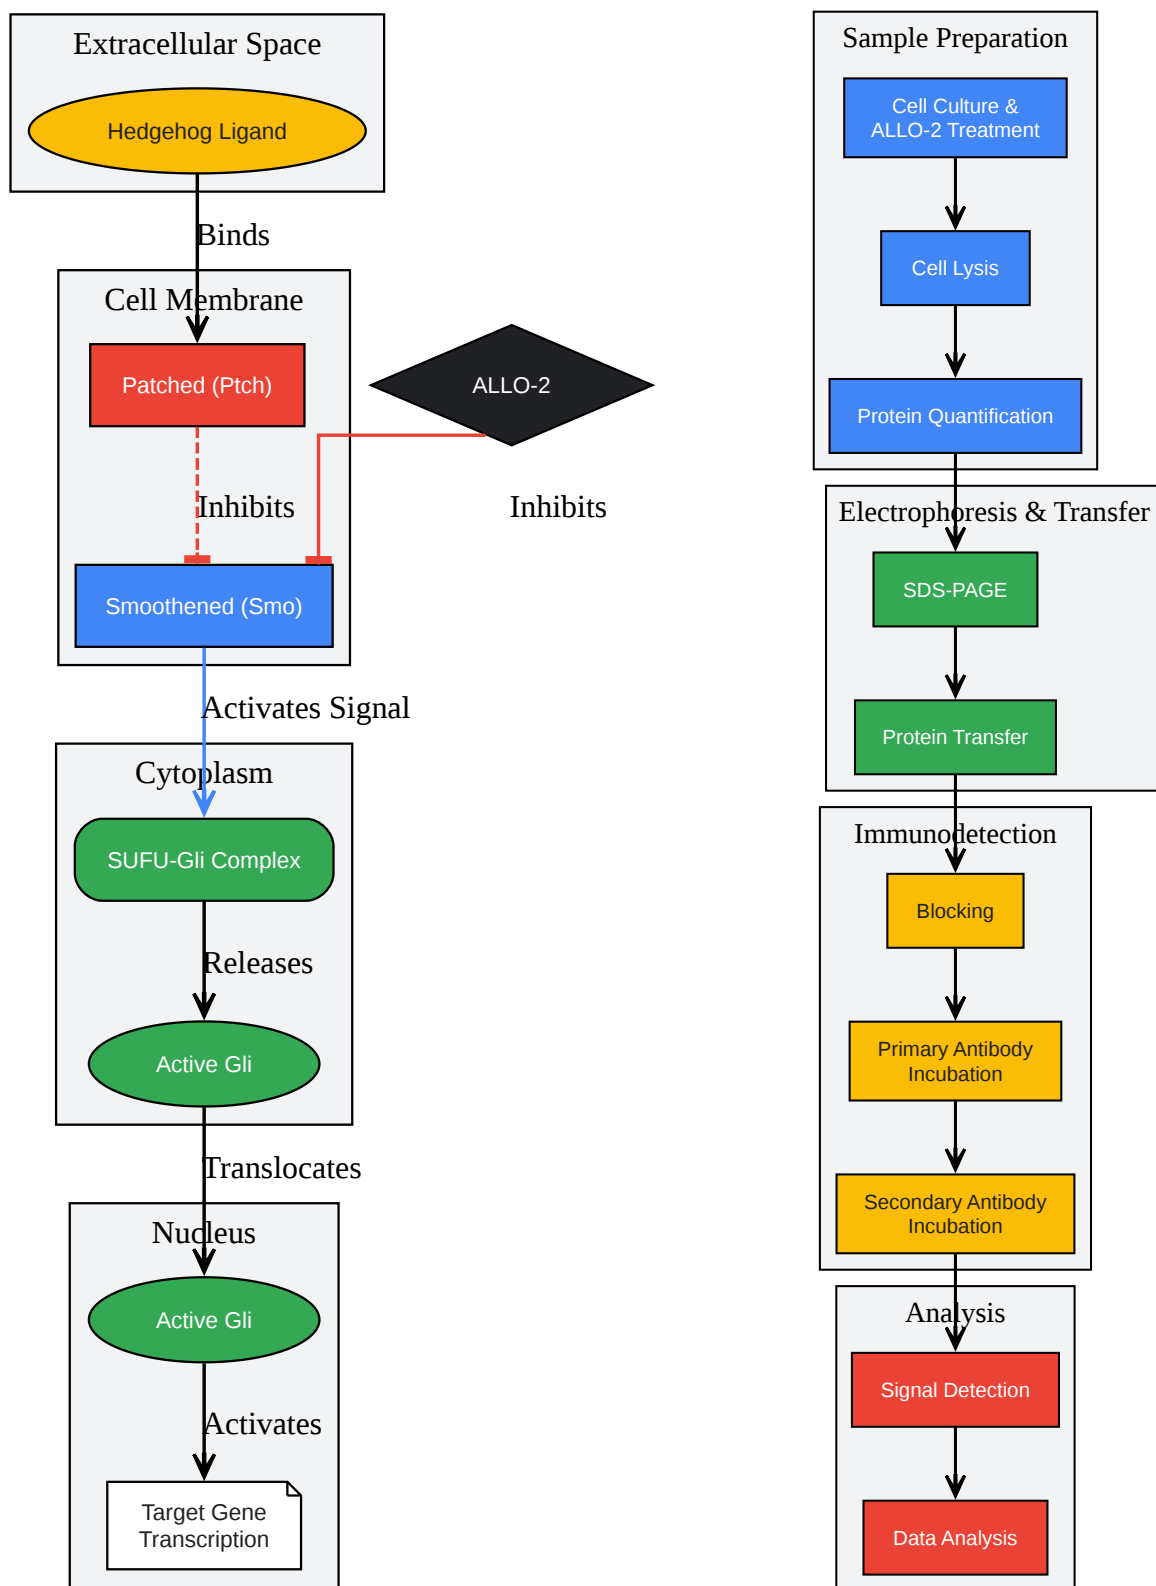 Extracellular Space
Hedgehog Ligand
Binds
Cell Membrane
Patched (Ptch)
ALLO-2
Inhibits
Inhibits
Smoothened (Smo)
Activates Signal
Cytoplasm
SUFU-Gli Complex
Releases
Active Gli
Translocates
Nucleus
Active Gli
Activates
Target Gene
Transcription
Sample Preparation
Cell Culture &
ALLO-2 Treatment
Cell Lysis
Protein Quantification
Electrophoresis & Transfer
SDS-PAGE
Protein Transfer
Immunodetection
Blocking
Primary Antibody
Incubation
Secondary Antibody
Incubation
Analysis
Signal Detection
Data Analysis